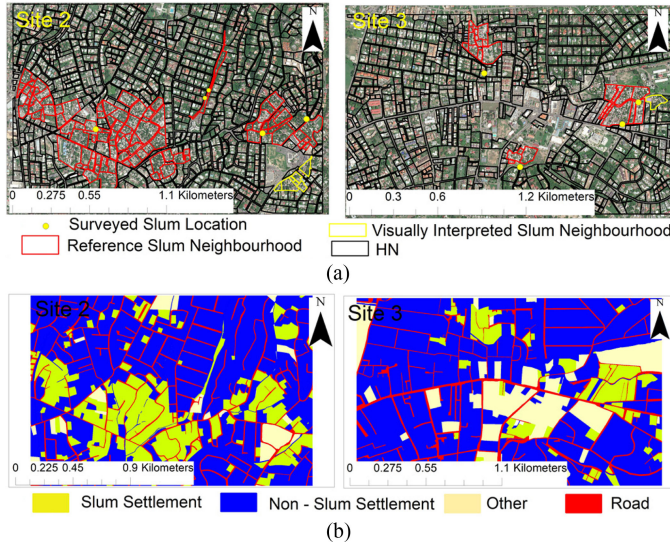 Site 2
Site 3
0 0.275 0.55 1.1 Kilometers
0 0.3 0.6 1.2 Kilometers
Surveyed Slum Location
Reference Slum Neighbourhood
Visually Interpreted Slum Neighbourhood
HN
(a)
Site 2
N
Site 3
N
0 0.225 0.45 0.9 Kilometers
0 0.275 0.55 1.1 Kilometers
Slum Settlement
Non - Slum Settlement
Other
Road
(b)